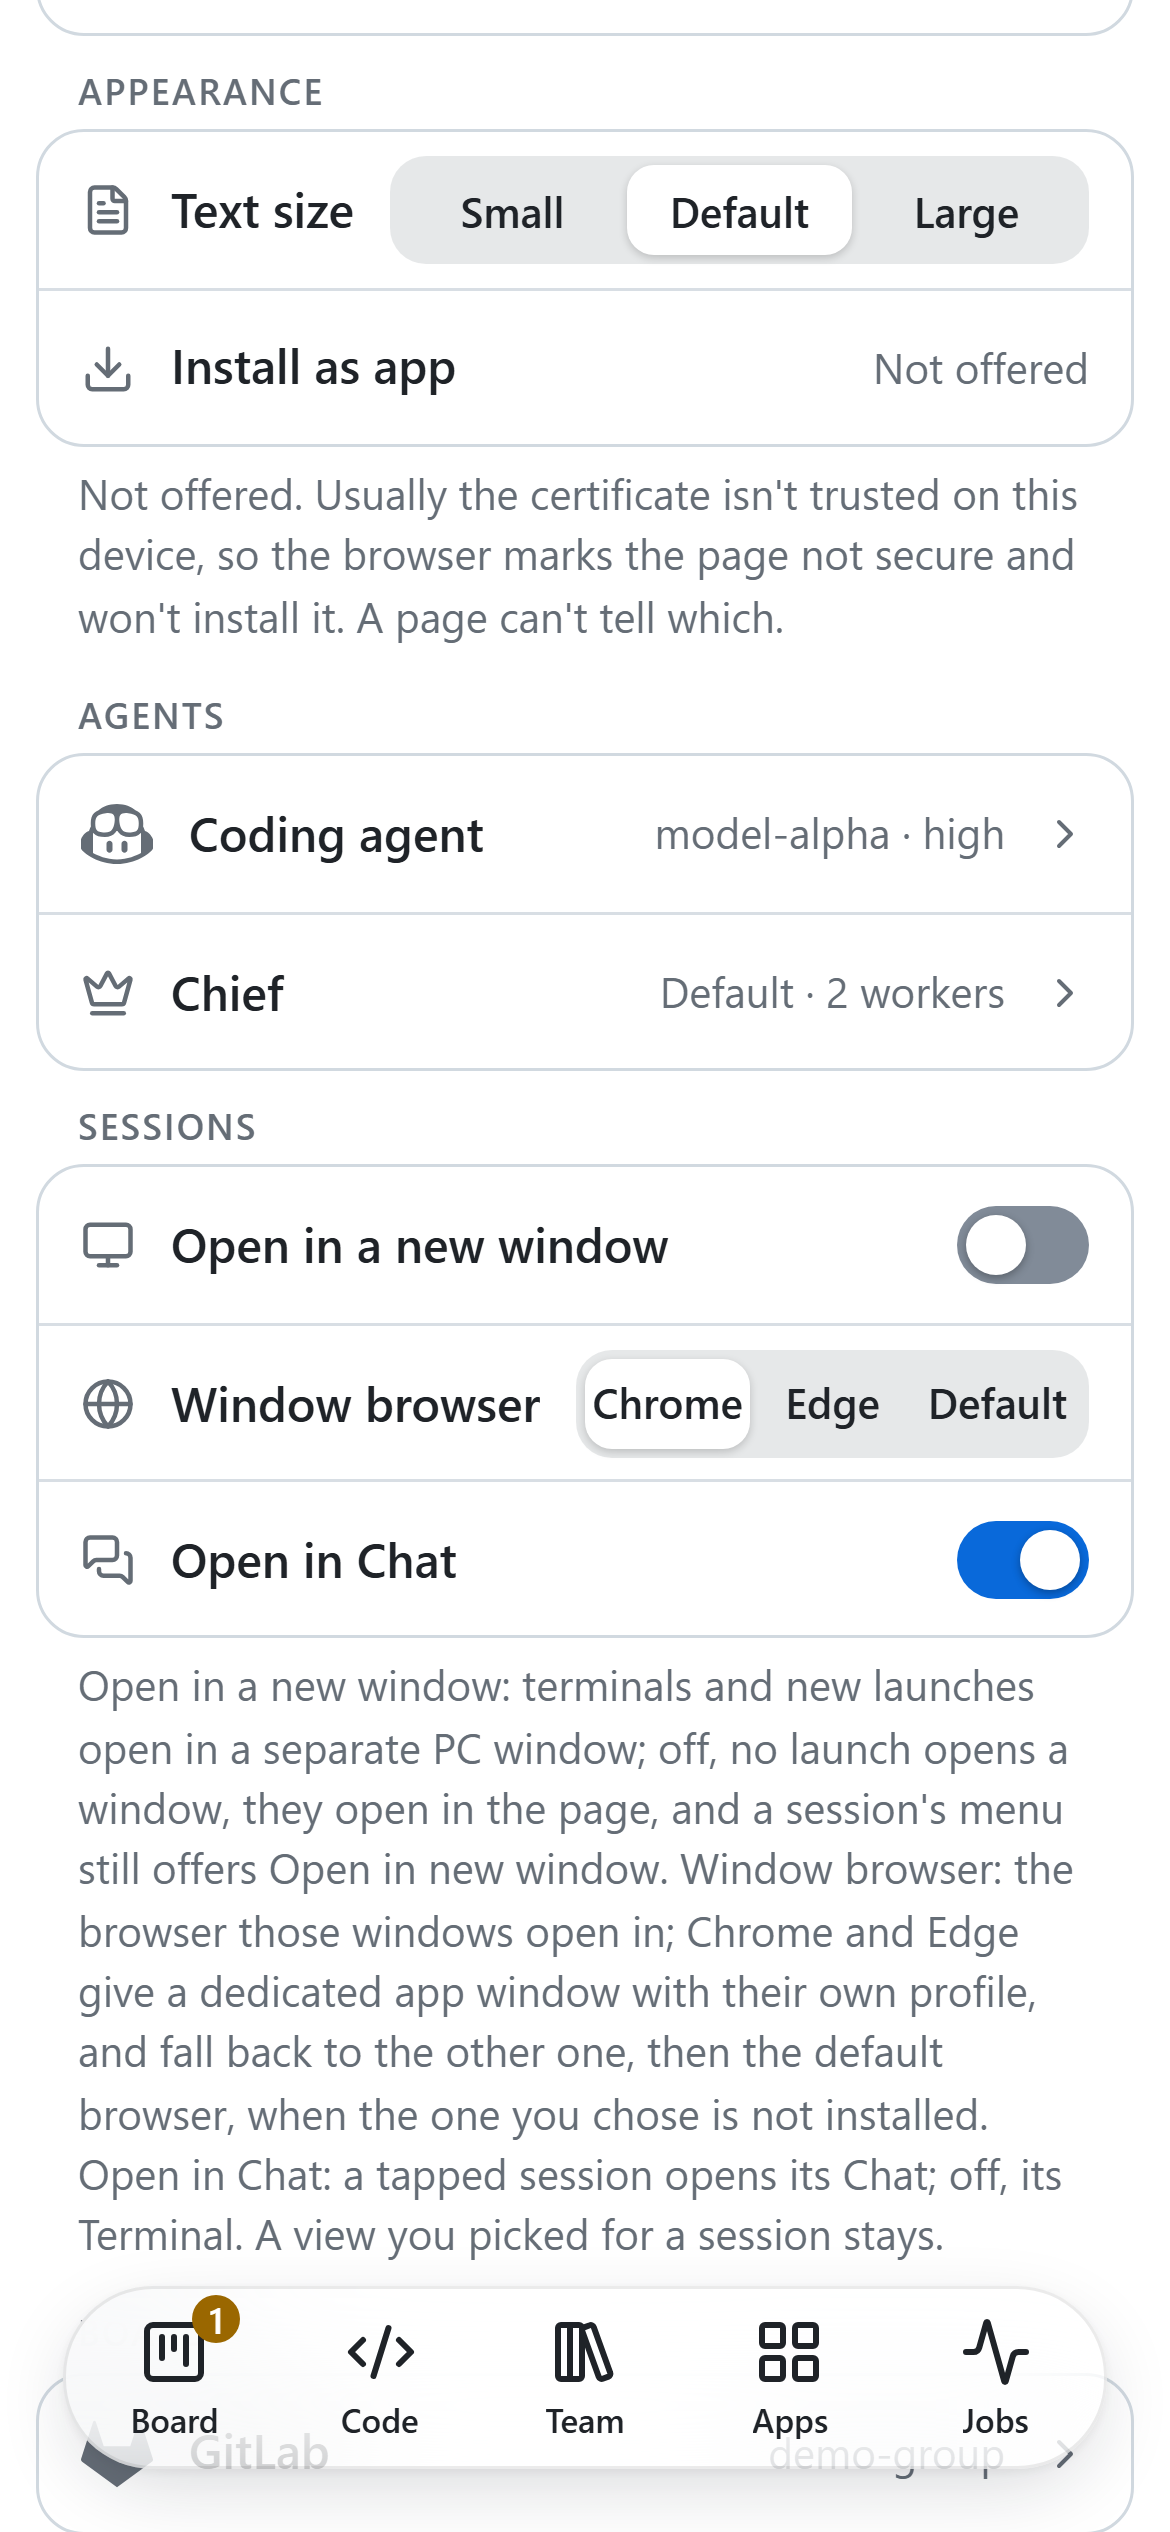 APPEARANCE
Text size
Small
Default
Large
Install as app
Not offered
Not offered. Usually the certificate isn't trusted on this
device, so the browser marks the page not secure and
won't install it. A page can't tell which.
AGENTS
Coding agent
model-alpha · high
Chief
Default · 2 workers
SESSIONS
Open in a new window
Window browser
Chrome
Edge
Default
Open in Chat
Open in a new window: terminals and new launches
open in a separate PC window; off, no launch opens a
window, they open in the page, and a session's menu
still offers Open in new window. Window browser: the
browser those windows open in; Chrome and Edge
give a dedicated app window with their own profile,
and fall back to the other one, then the default
browser, when the one you chose is not installed.
Open in Chat: a tapped session opens its Chat; off, its
Terminal. A view you picked for a session stays.
1
Board
Code
Team
Apps
Jobs
GitLab
demo-group